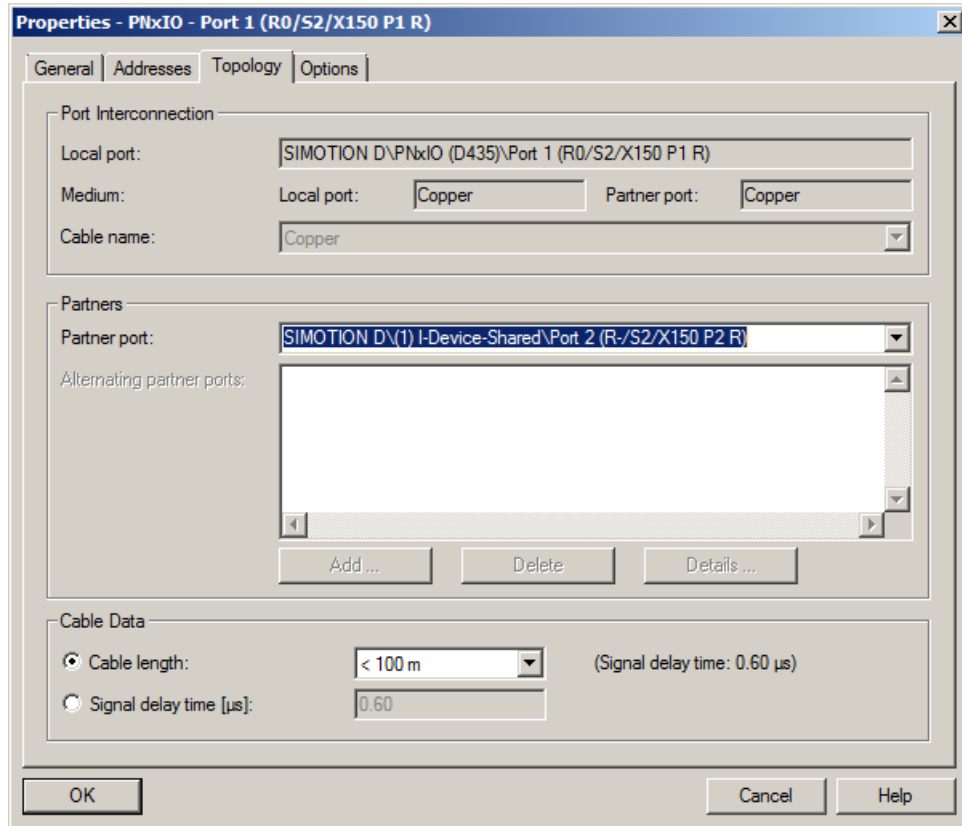 Properties - PNxIO - Port 1 (R0/S2/X150 P1 R)
General Addresses Topology Options
Port Interconnection
Local port: SIMOTION D\PNxIO (D435)\Port 1 (R0/S2/X150 P1 R)
Medium: Local port: Copper Partner port: Copper
Cable name: Copper
Partners
Partner port: SIMOTION D\(1) I-Device-Shared\Port 2 (R-/S2/X150 P2 R)
Alternating partner ports:
Add ... Delete Details ...
Cable Data
Cable length: < 100 m (Signal delay time: 0.60 µs)
Signal delay time [µs]: 0.60
OK Cancel Help